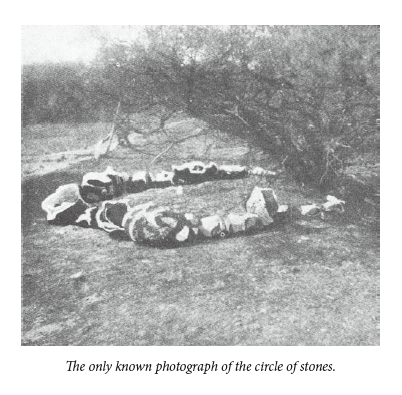 The only known photograph of the circle of stones.